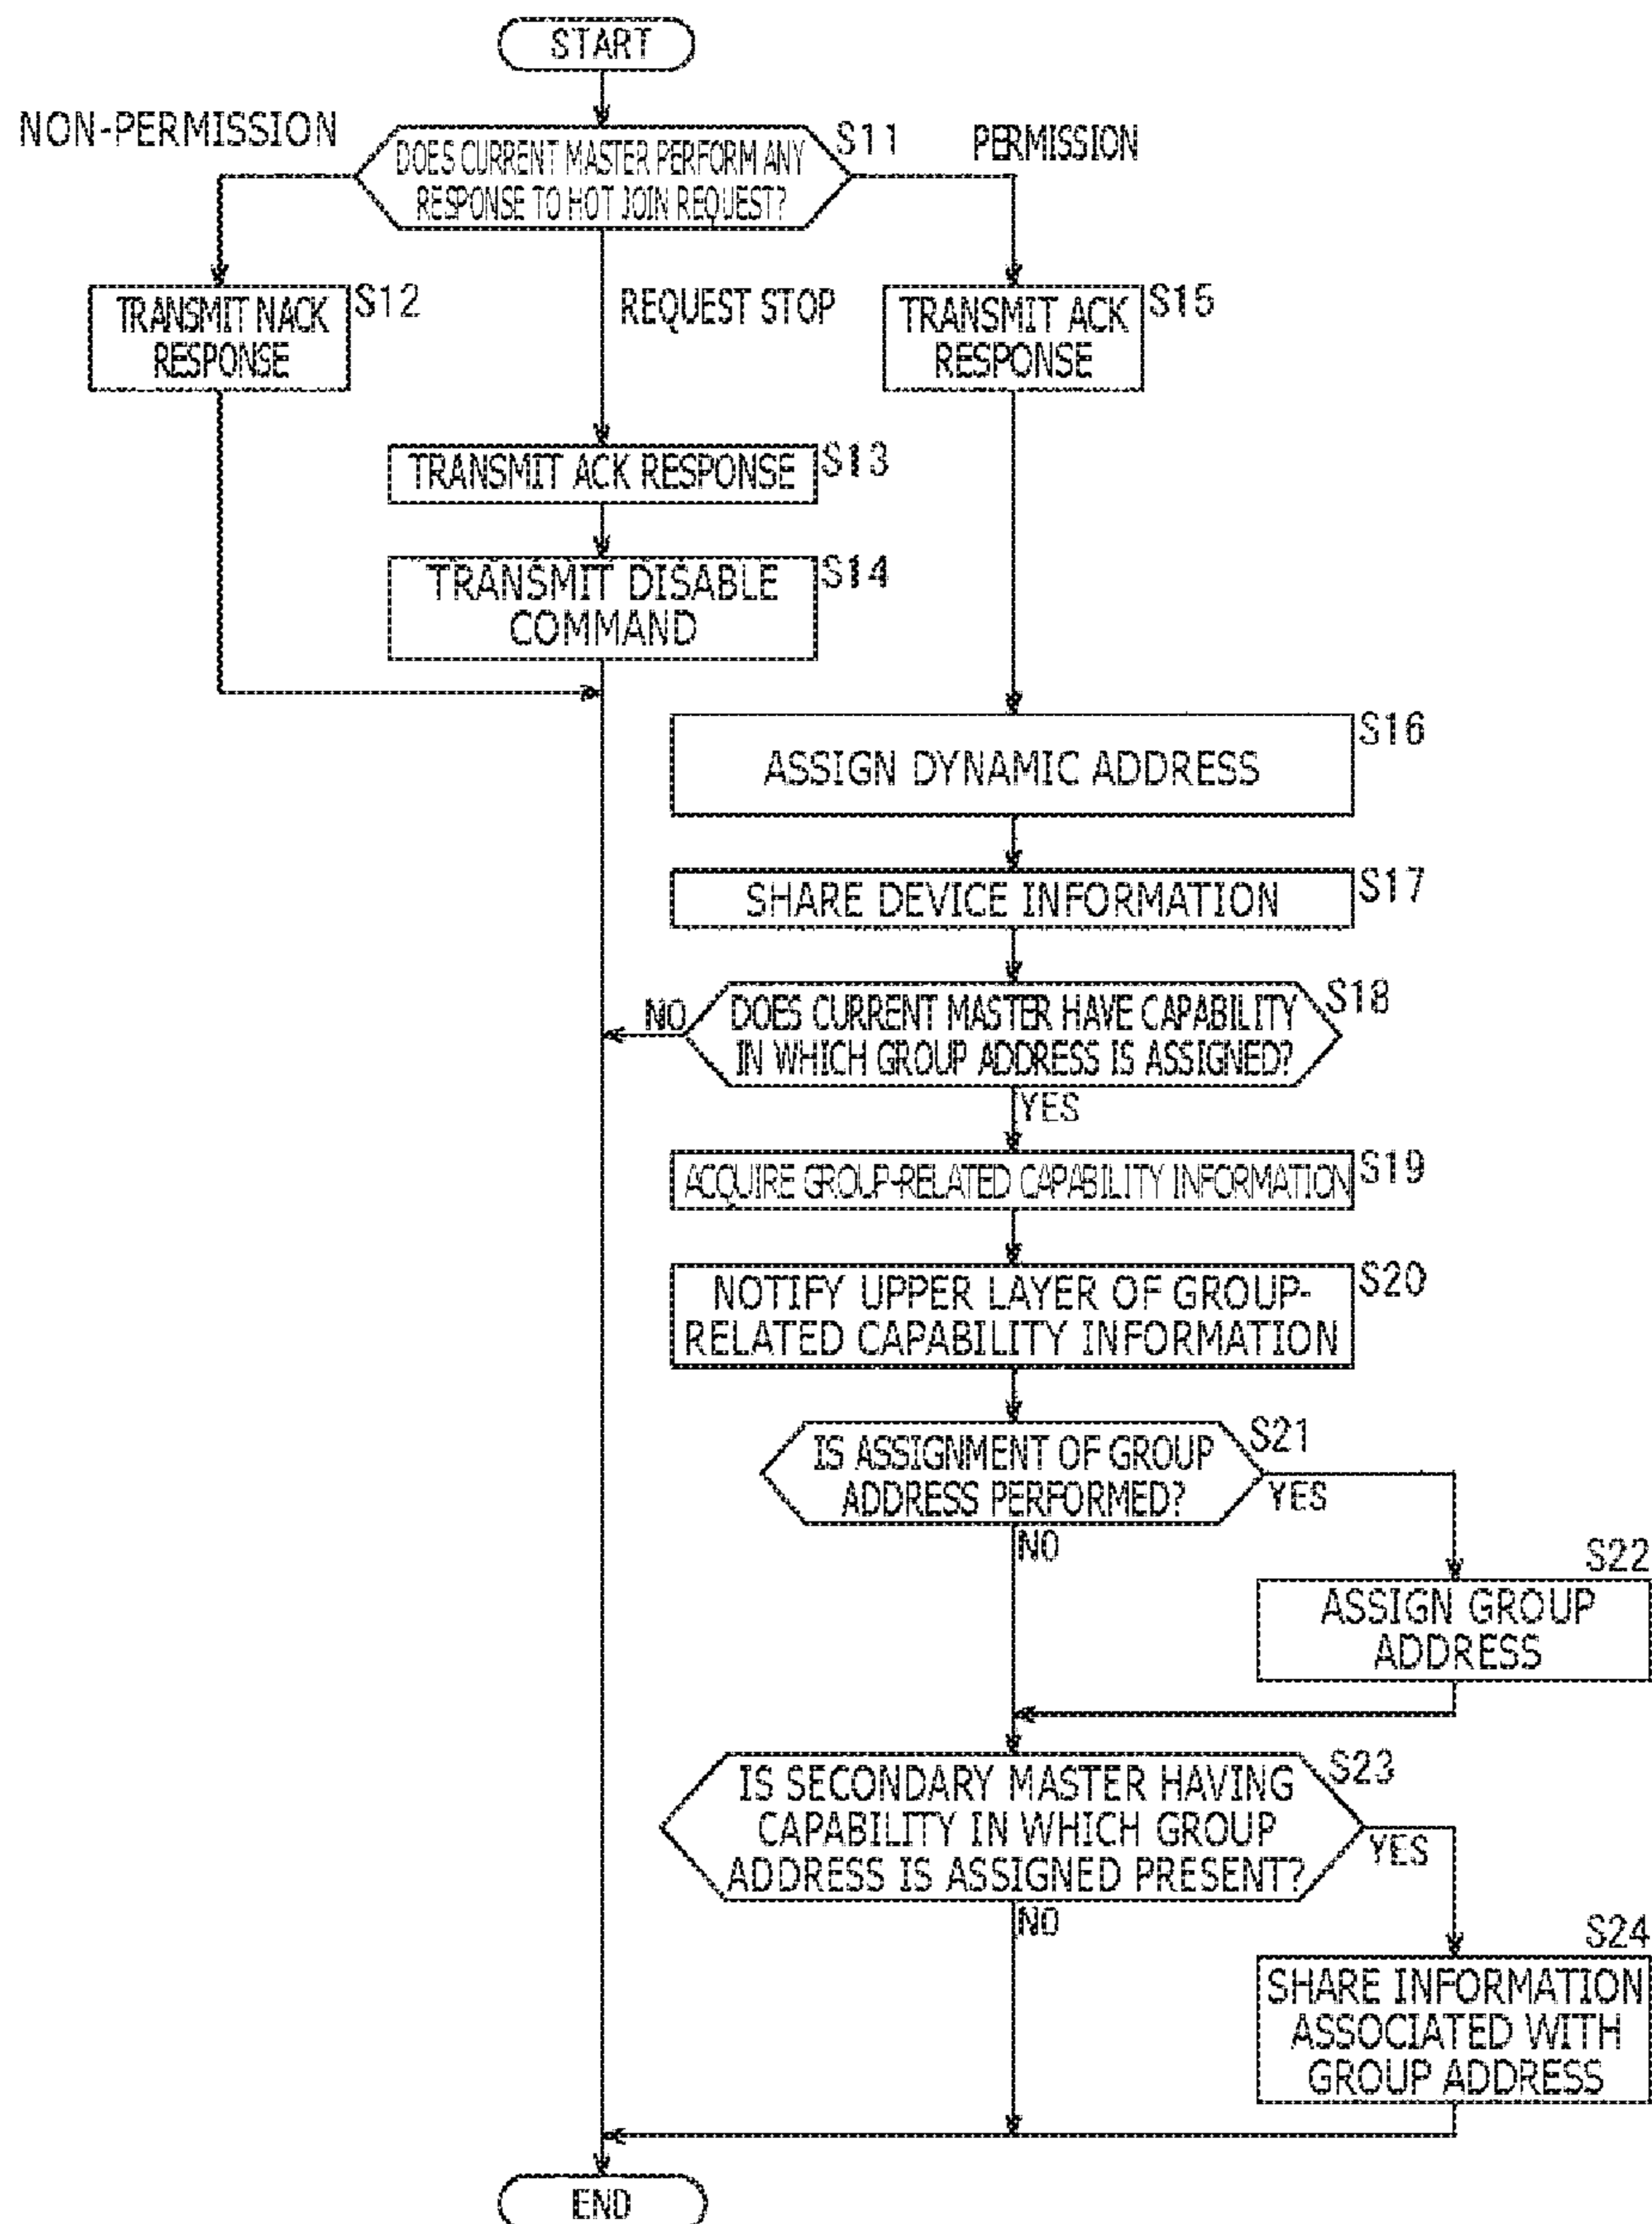 START
NON-PERMISSION
DOES CURRENT MASTER PERFORM ANY
RESPONSE TO HOT JOIN REQUEST?
S11
PERMISSION
TRANSMIT NACK
RESPONSE
S12
REQUEST STOP
TRANSMIT ACK
RESPONSE
S15
TRANSMIT ACK RESPONSE
S13
TRANSMIT DISABLE
COMMAND
S14
ASSIGN DYNAMIC ADDRESS
S16
SHARE DEVICE INFORMATION
S17
NO
DOES CURRENT MASTER HAVE CAPABILITY
IN WHICH GROUP ADDRESS IS ASSIGNED?
S18
YES
ACQUIRE GROUP-RELATED CAPABILITY INFORMATION
S19
NOTIFY UPPER LAYER OF GROUP-
RELATED CAPABILITY INFORMATION
S20
IS ASSIGNMENT OF GROUP
ADDRESS PERFORMED?
S21
YES
NO
S22
ASSIGN GROUP
ADDRESS
IS SECONDARY MASTER HAVING
CAPABILITY IN WHICH GROUP
ADDRESS IS ASSIGNED PRESENT?
S23
YES
NO
S24
SHARE INFORMATION
ASSOCIATED WITH
GROUP ADDRESS
END